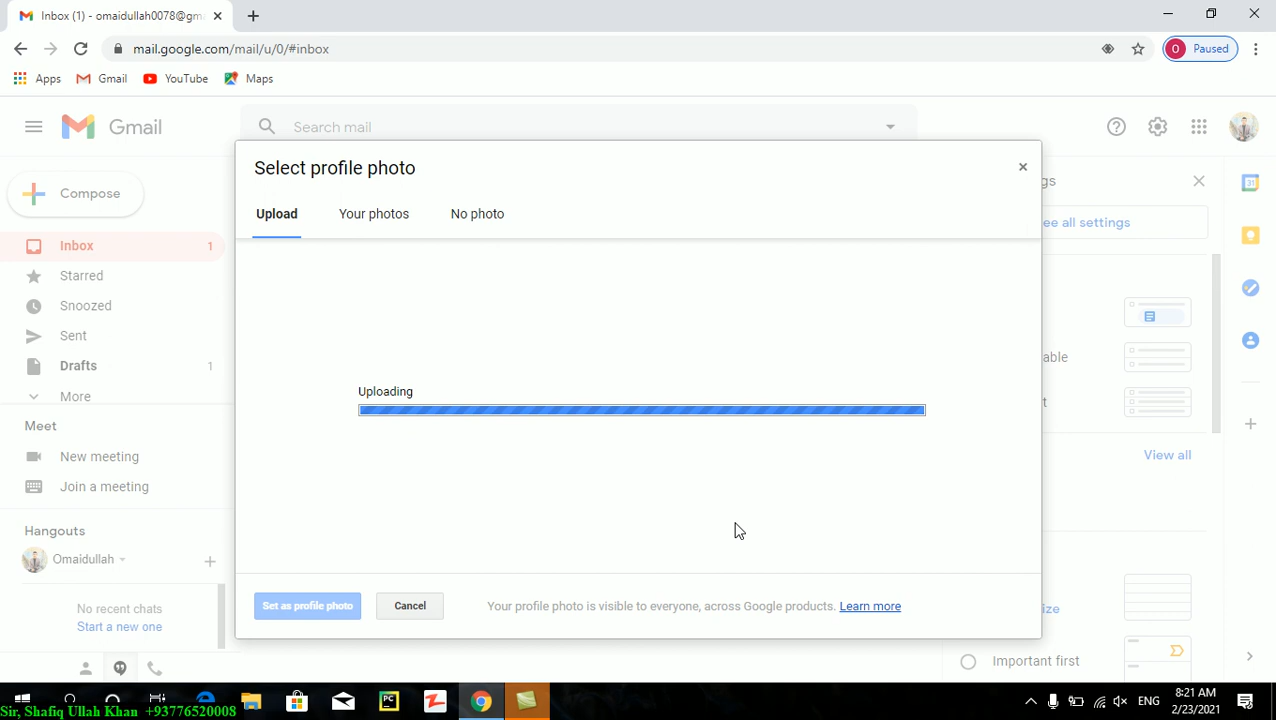 Inbox (1) - omaidullah0078@gm
mail.google.com/mail/u/0/#inbox
O Paused
Apps Gmail YouTube Maps
Gmail
Search mail
Select profile photo
Upload Your photos No photo
Compose
Inbox 1
Starred
Snoozed
Sent
Drafts 1
More
Meet
New meeting
Join a meeting
Hangouts
Omaidullah
No recent chats
Start a new one
Uploading
Set as profile photo Cancel Your profile photo is visible to everyone, across Google products. Learn more
gs
ee all settings
able
t
View all
ize
Important first
31
PC
ENG
8:21 AM
2/23/2021
Sir, Shafiq Ullah Khan +93776520008